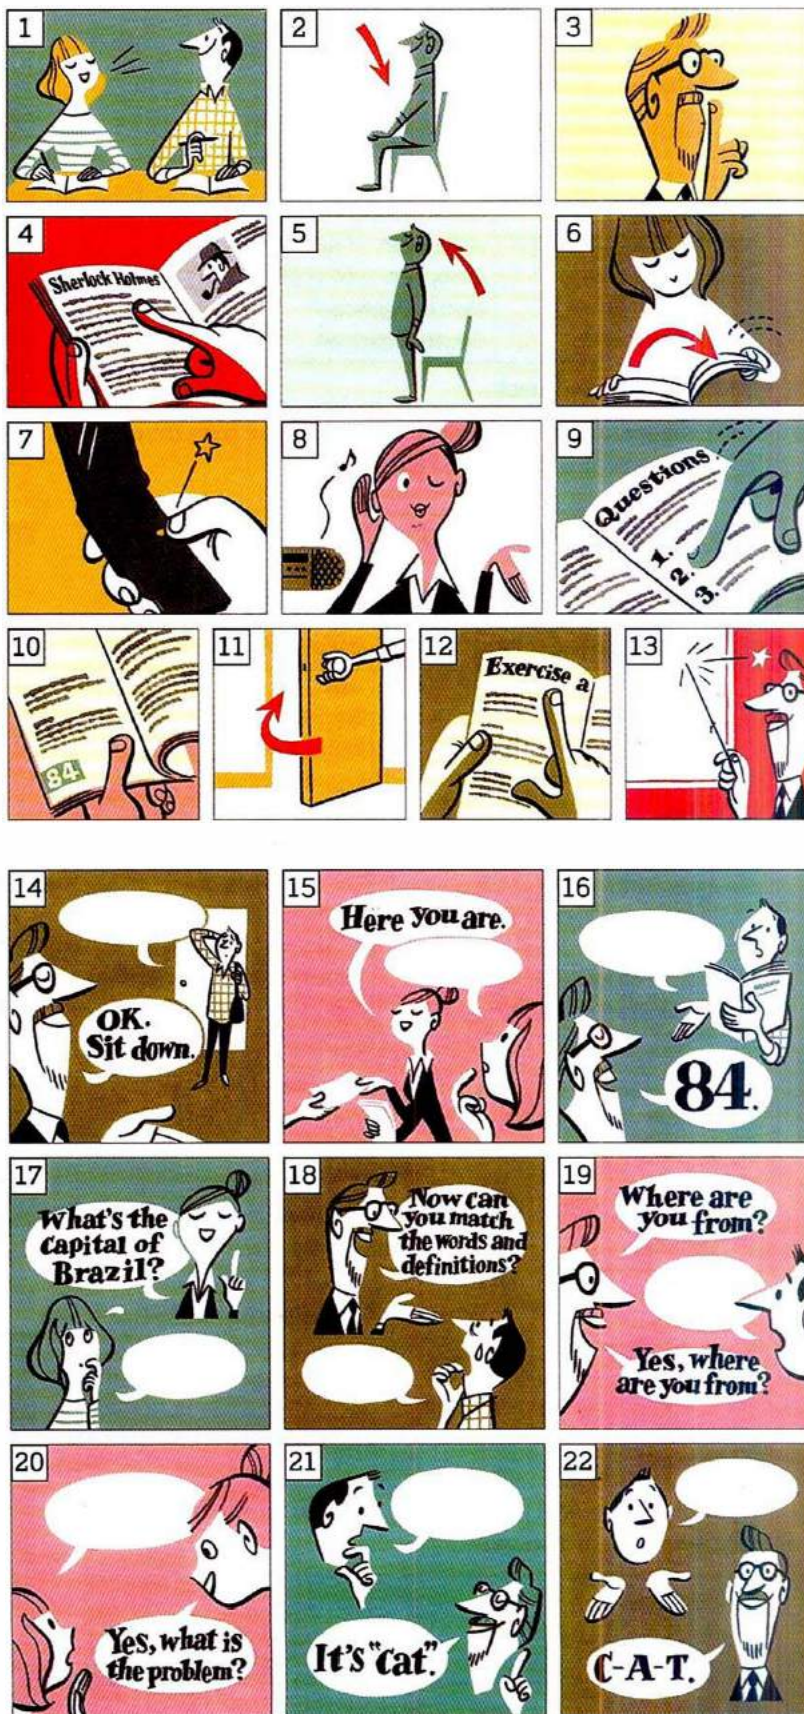 1
2
3
4
Sherlock Holmes
5
6
7
8
9
Questions
1.
2.
3.
10
84
11
12
Exercise a
13
14
OK.
Sit down.
15
Here you are.
16
84.
17
What's the
capital of
Brazil?
18
Now can
you match
the words and
definitions?
19
Where are
you from?
Yes, where
are you from?
20
Yes, what is
the problem?
21
It's "cat".
22
C-A-T.